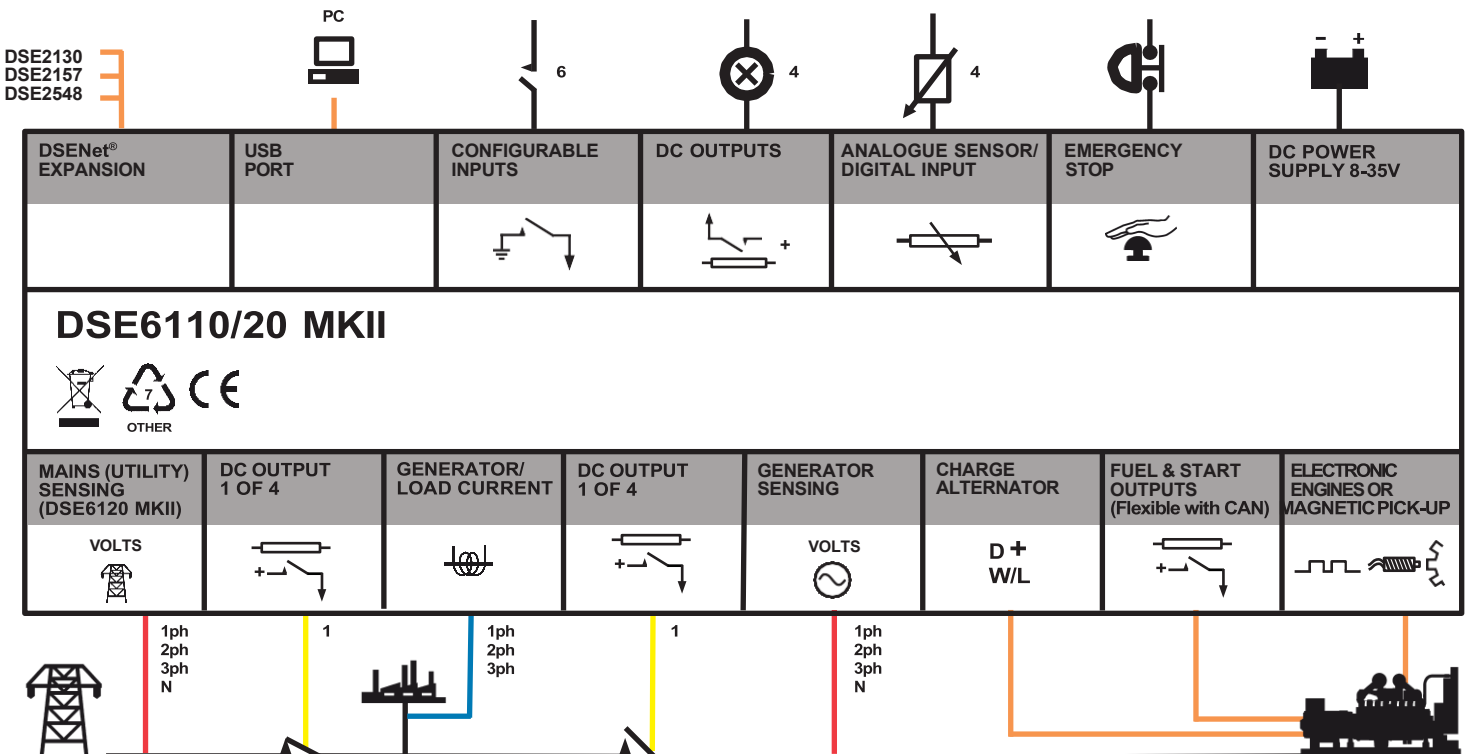 PC
DSE2130
DSE2157
DSE2548
6
4
4
- +
DSENet®
EXPANSION
USB
PORT
CONFIGURABLE
INPUTS
DC OUTPUTS
ANALOGUE SENSOR/
DIGITAL INPUT
EMERGENCY
STOP
DC POWER
SUPPLY 8-35V
+
DSE6110/20 MKII
7
CE
OTHER
MAINS (UTILITY)
SENSING
(DSE6120 MKII)
DC OUTPUT
1 OF 4
GENERATOR/
LOAD CURRENT
DC OUTPUT
1 OF 4
GENERATOR
SENSING
CHARGE
ALTERNATOR
FUEL & START
OUTPUTS
(Flexible with CAN)
ELECTRONIC
ENGINES OR
MAGNETIC PICK-UP
VOLTS
+
+
VOLTS
D+
W/L
+
1ph
2ph
3ph
N
1
1ph
2ph
3ph
1
1ph
2ph
3ph
N